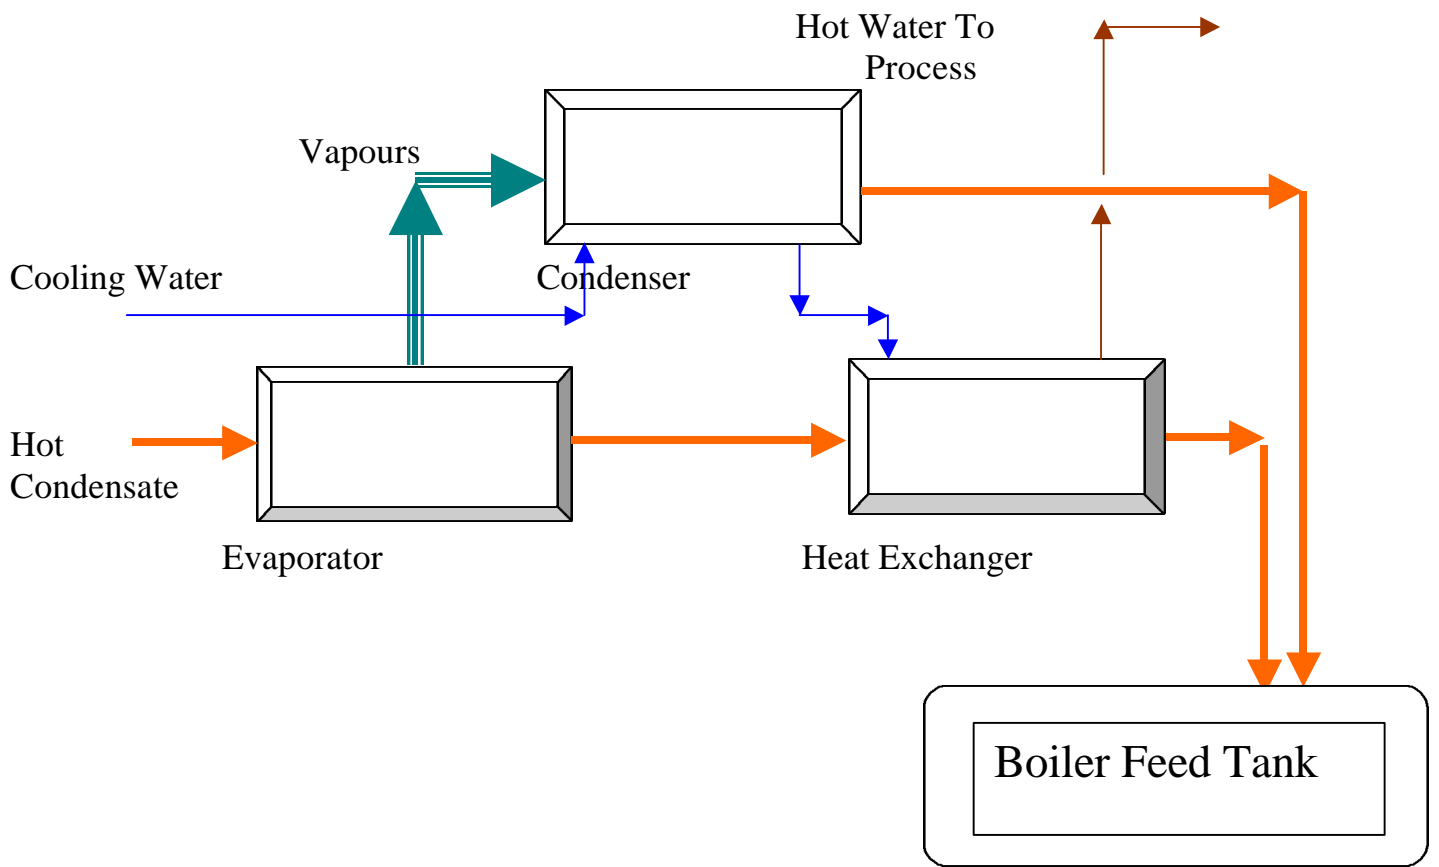 Hot Water To
Process
Vapours
Cooling Water
Condenser
Hot
Condensate
Evaporator
Heat Exchanger
Boiler Feed Tank